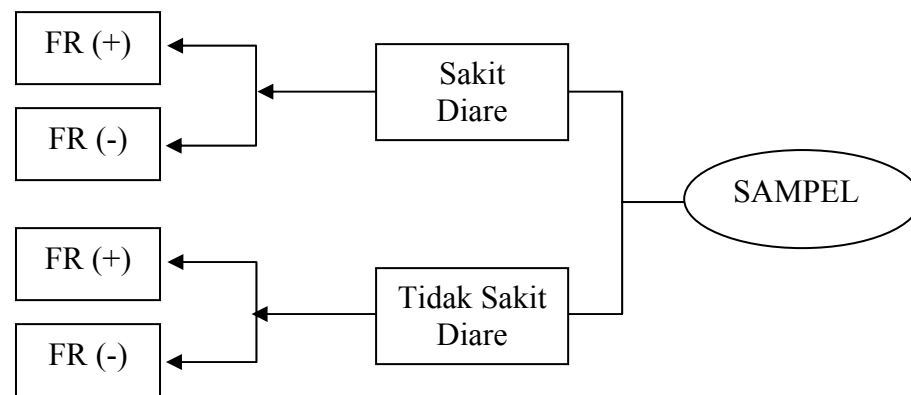 FR (+)
Sakit
Diare
FR (-)
SAMPEL
FR (+)
Tidak Sakit
Diare
FR (-)